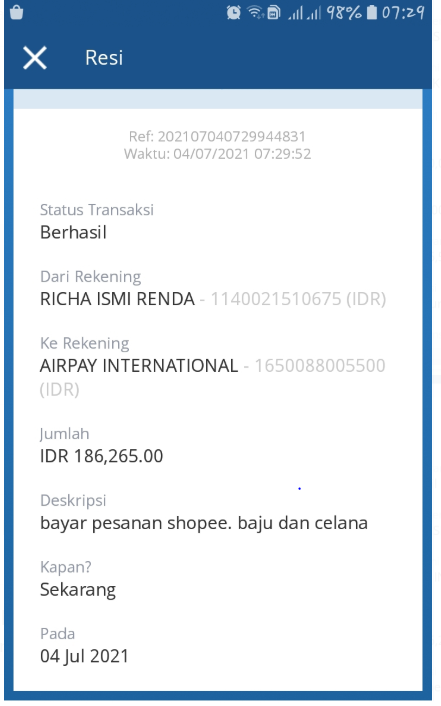 98% 07:29
Resi
Ref: 202107040729944831
Waktu: 04/07/2021 07:29:52
Status Transaksi
Berhasil
Dari Rekening
RICHA ISMI RENDA - 1140021510675 (IDR)
Ke Rekening
AIRPAY INTERNATIONAL - 1650088005500
(IDR)
Jumlah
IDR 186,265.00
Deskripsi
bayar pesanan shopee. baju dan celana
Kapan?
Sekarang
Pada
04 Jul 2021